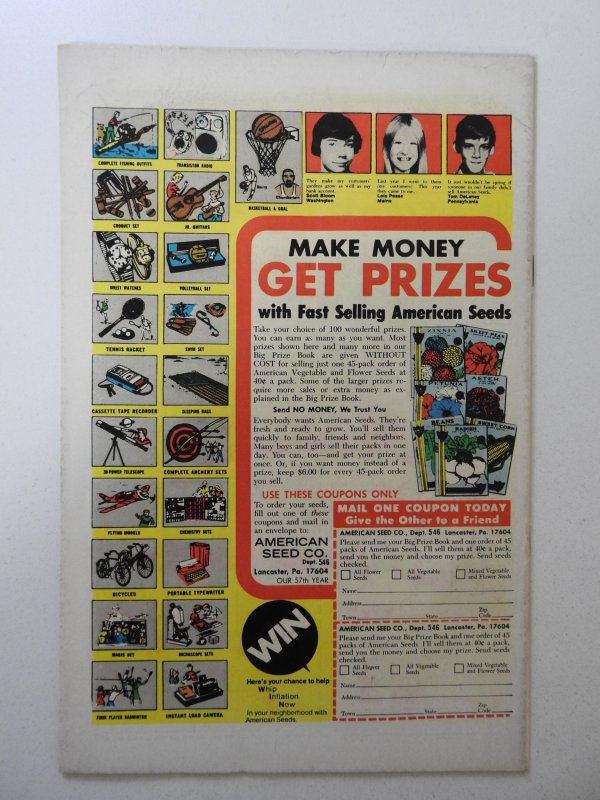 COMPLETE FISHING OUTFITS
TRANSISTOR RADIO
CROQUET SET
JR. GUITARS
WRIST WATCHES
VOLLEYBALL SET
TENNIS RACKET
SWIM SET
CASSETTE TAPE RECORDER
SLEEPING BAGS
30-POWER TELESCOPE
COMPLETE ARCHERY SETS
FLYING MODELS
CHEMISTRY SETS
BICYCLES
PORTABLE TYPEWRITER
MAGIC SET
MICROSCOPE SETS
FOUR PLAYER BADMINTON
INSTANT LOAD CAMERA
Barry
Chamberlain
BASKETBALL & GOAL
They make my customers'
gardens grow as well as my
bank account.
Scott Bloom
Washington
Last year I went to them
my customers; This year
they came to me.
Lois Pease
Maine
It just wouldn't be spring if
someone in our family didn't
sell American Seeds.
Tom DeLaney
Pennsylvania
MAKE MONEY
GET PRIZES
with Fast Selling American Seeds
Take your choice of 100 wonderful prizes.
You can earn as many as you want. Most
prizes shown here and many more in our
Big Prize Book are given WITHOUT
COST for selling just one 45-pack order of
American Vegetable and Flower Seeds at
40¢ a pack. Some of the larger prizes re-
quire more sales or extra money as ex-
plained in the Big Prize Book.
Send NO MONEY, We Trust You
Everybody wants American Seeds. They're
fresh and ready to grow. You'll sell them
quickly to family, friends and neighbors.
Many boys and girls sell their packs in one
day. You can, too—and get your prize at
once. Or, if you want money instead of a
prize, keep $6.00 for every 45-pack order
you sell.
ZINNIA
SWEET PEAS
PETUNIA
ASTER
BEANS
RADISH
SWEET CORN
USE THESE COUPONS ONLY
To order your seeds,
fill out one of these
coupons and mail in
an envelope to:
AMERICAN
SEED CO.
Dept. 546
Lancaster, Pa. 17604
OUR 57th YEAR
WIN
Here's your chance to help
Whip
Inflation
Now
in your neighborhood with
American Seeds.
MAIL ONE COUPON TODAY
Give the Other to a Friend
AMERICAN SEED CO., Dept. 546 Lancaster, Pa. 17604
Please send me your Big Prize Book and one order of 45
packs of American Seeds. I'll sell them at 40¢ a pack,
send you the money and choose my prize. Send seeds
checked.
All Flower Seeds
All Vegetable Seeds
Mixed Vegetable and Flower Seeds
Name
Address
Town State Zip Code
AMERICAN SEED CO., Dept. 546 Lancaster, Pa. 17604
Please send me your Big Prize Book and one order of 45
packs of American Seeds. I'll sell them at 40¢ a pack,
send you the money and choose my prize. Send seeds
checked.
All Flower Seeds
All Vegetable Seeds
Mixed Vegetable and Flower Seeds
Name
Address
Town State Zip Code